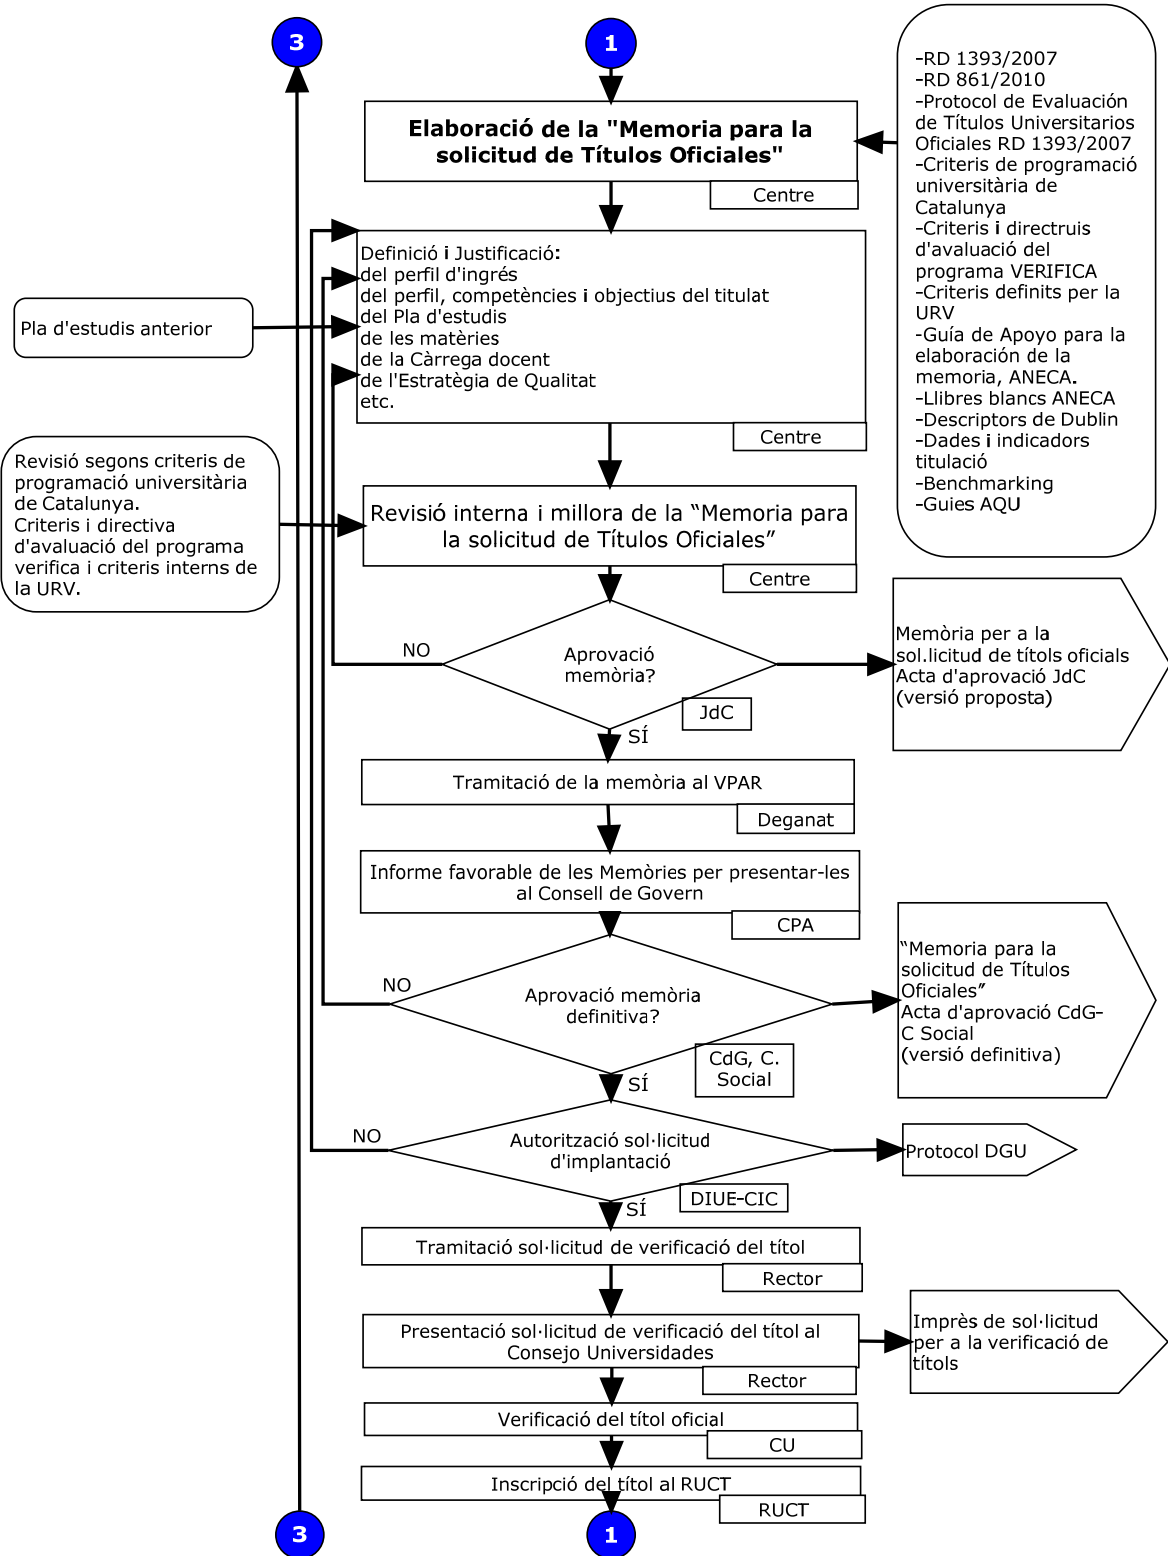 3
1
-RD 1393/2007
-RD 861/2010
-Protocol de Evaluación
de Títulos Universitarios
Oficiales RD 1393/2007
-Criteris de programació
universitària de
Catalunya
-Criteris i directruis
d'avaluació del
programa VERIFICA
-Criteris definits per la
URV
-Guía de Apoyo para la
elaboración de la
memoria, ANECA.
-Llibres blancs ANECA
-Descriptors de Dublin
-Dades i indicadors
titulació
-Benchmarking
-Guies AQU
Elaboració de la "Memoria para la
solicitud de Títulos Oficiales"
Centre
Definició i Justificació:
del perfil d'ingrés
del perfil, competències i objectius del titulat
del Pla d'estudis
de les matèries
de la Càrrega docent
de l'Estratègia de Qualitat
etc.
Centre
Pla d'estudis anterior
Revisió segons criteris de
programació universitària
de Catalunya.
Criteris i directiva
d'avaluació del programa
verifica i criteris interns de
la URV.
Revisió interna i millora de la “Memoria para
la solicitud de Títulos Oficiales”
Centre
NO
Aprovació
memòria?
JdC
SÍ
Memòria per a la
sol.licitud de títols oficials
Acta d'aprovació JdC
(versió proposta)
Tramitació de la memòria al VPAR
Deganat
Informe favorable de les Memòries per presentar-les
al Consell de Govern
CPA
NO
Aprovació memòria
definitiva?
CdG, C.
Social
SÍ
“Memoria para la
solicitud de Títulos
Oficiales”
Acta d'aprovació CdG-
C Social
(versió definitiva)
NO
Autorització sol·licitud
d'implantació
DIUE-CIC
SÍ
Protocol DGU
Tramitació sol·licitud de verificació del títol
Rector
Presentació sol·licitud de verificació del títol al
Consejo Universidades
Rector
Imprès de sol·licitud
per a la verificació de
títols
Verificació del títol oficial
CU
Inscripció del títol al RUCT
RUCT
3
1